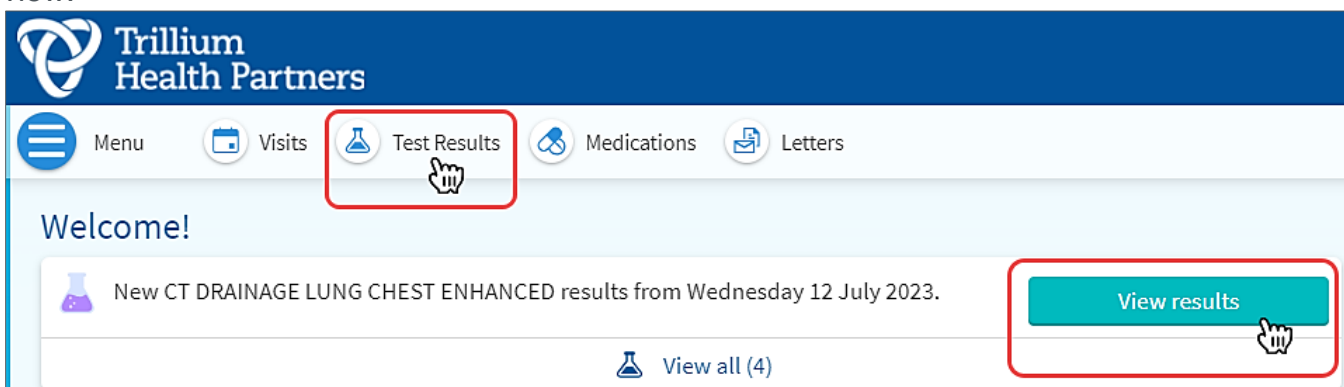 Trillium
Health Partners
Menu Visits Test Results Medications Letters
Welcome!
New CT DRAINAGE LUNG CHEST ENHANCED results from Wednesday 12 July 2023. View results
View all (4)